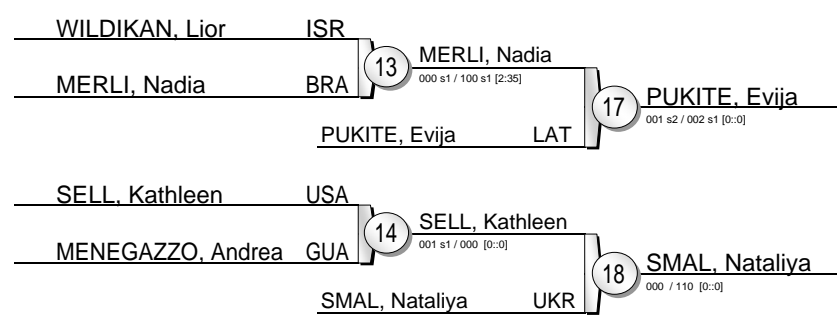 WILDIKAN, Lior ISR
13 MERLI, Nadia
000 s1 / 100 s1 [2:35]
MERLI, Nadia BRA
17 PUKITE, Evija
001 s2 / 002 s1 [0::0]
PUKITE, Evija LAT
SELL, Kathleen USA
14 SELL, Kathleen
001 s1 / 000 [0::0]
MENEGAZZO, Andrea GUA
18 SMAL, Nataliya
000 / 110 [0::0]
SMAL, Nataliya UKR